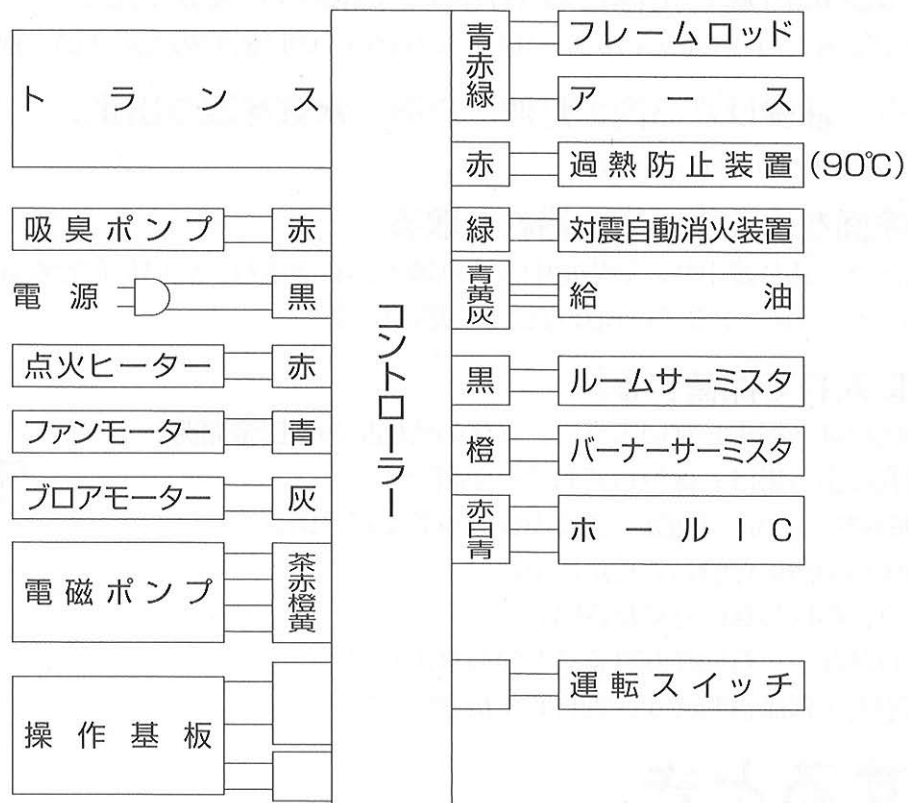 トランス
吸臭ポンプ 赤
電源 黒
点火ヒーター 赤
ファンモーター 青
ブロアモーター 灰
電磁ポンプ 茶赤橙黄
操作基板
コントローラー
青赤緑 フレームロッド
アース
赤 過熱防止装置 (90℃)
緑 対震自動消火装置
青黄灰 給油
黒 ルームサーミスタ
橙 バーナーサーミスタ
赤白青 ホールIC
運転スイッチ